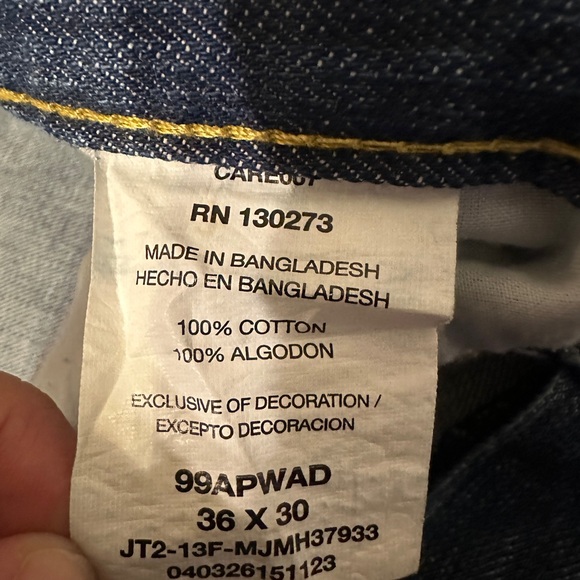 CARE007
RN 130273
MADE IN BANGLADESH
HECHO EN BANGLADESH
100% COTTON
100% ALGODON
EXCLUSIVE OF DECORATION /
EXCEPTO DECORACION
99APWAD
36 X 30
JT2-13F-MJMH37933
040326151123